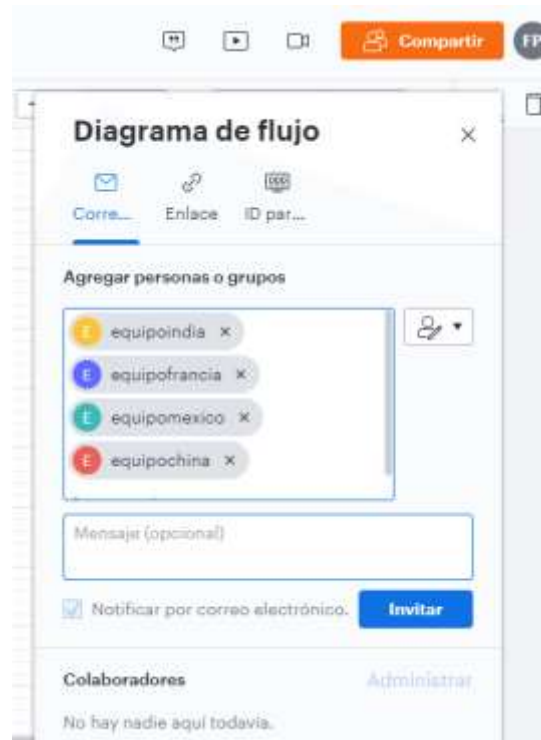 Compartir
FP
Diagrama de flujo
Corre... Enlace ID par...
Agregar personas o grupos
E equipoindia ×
E equipofrancia ×
E equipomexico ×
E equipochina ×
Mensaje (opcional)
Notificar por correo electrónico. Invitar
Colaboradores Administrar
No hay nadie aquí todavía.